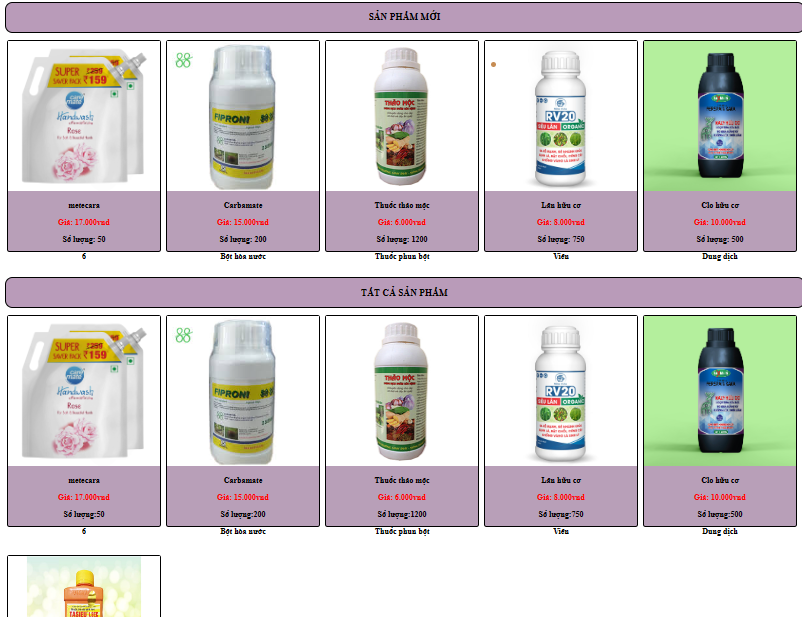 SẢN PHẨM MỚI
SUPER ₹299
SAVER PACK ₹159
Handwash
Rose
FIPRONI
THẢO MỘC
RV20
SIÊU LÂN ORGANIC
metecara
Carbamate
Thuốc thảo mộc
Lân hữu cơ
Clo hữu cơ
Giá: 17.000vnd
Giá: 15.000vnd
Giá: 6.000vnd
Giá: 8.000vnd
Giá: 10.000vnd
Số lượng: 50
Số lượng: 200
Số lượng: 1200
Số lượng: 750
Số lượng: 500
6
Bột hòa nước
Thuốc phun bột
Viên
Dung dịch
TẤT CẢ SẢN PHẨM
SUPER ₹299
SAVER PACK ₹159
Handwash
Rose
FIPRONI
THẢO MỘC
RV20
SIÊU LÂN ORGANIC
metecara
Carbamate
Thuốc thảo mộc
Lân hữu cơ
Clo hữu cơ
Giá: 17.000vnd
Giá: 15.000vnd
Giá: 6.000vnd
Giá: 8.000vnd
Giá: 10.000vnd
Số lượng:50
Số lượng:200
Số lượng:1200
Số lượng:750
Số lượng:500
6
Bột hòa nước
Thuốc phun bột
Viên
Dung dịch